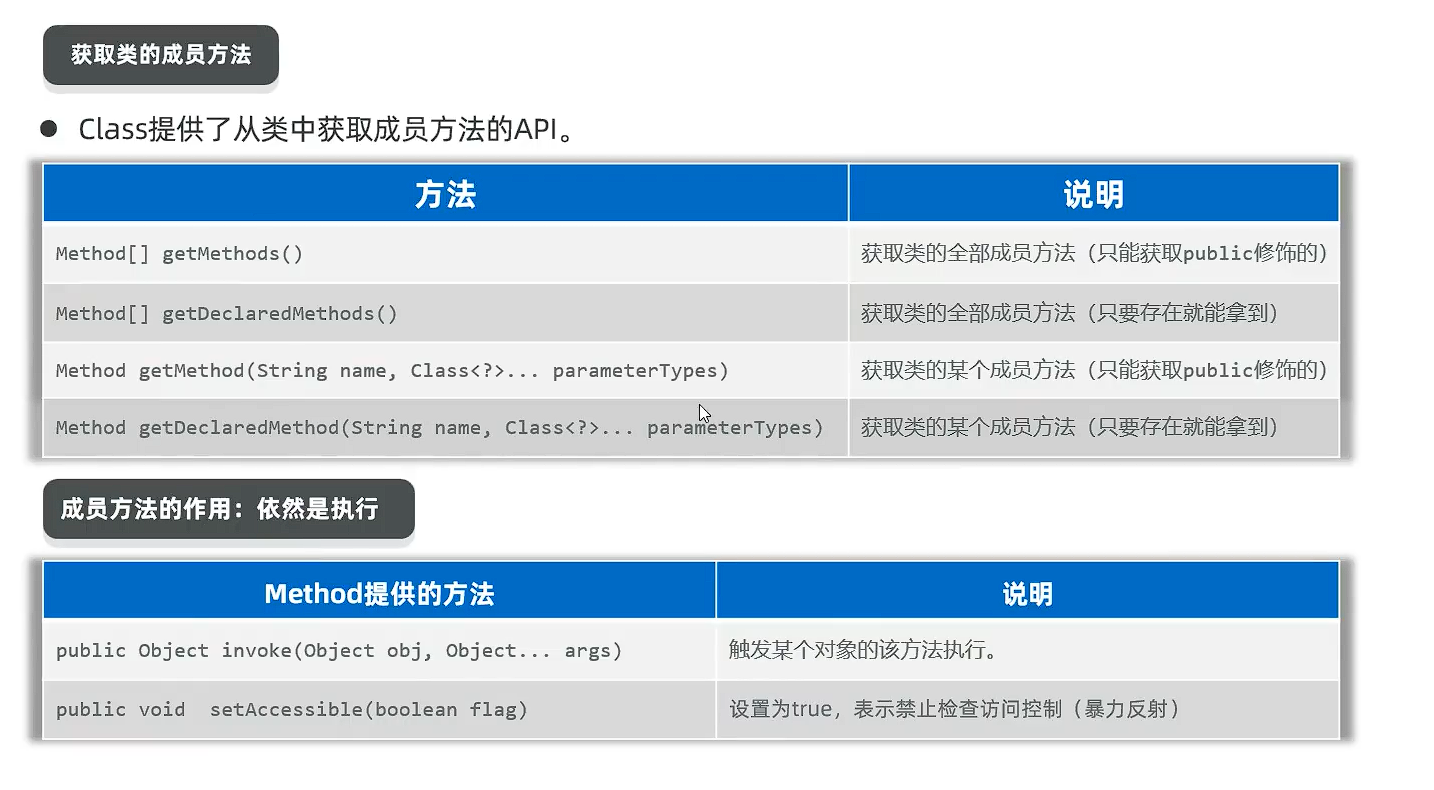 获取类的成员方法
● Class提供了从类中获取成员方法的API。
方法 说明
Method[] getMethods() 获取类的全部成员方法（只能获取public修饰的）
Method[] getDeclaredMethods() 获取类的全部成员方法（只要存在就能拿到）
Method getMethod(String name, Class<?>... parameterTypes) 获取类的某个成员方法（只能获取public修饰的）
Method getDeclaredMethod(String name, Class<?>... parameterTypes) 获取类的某个成员方法（只要存在就能拿到）
成员方法的作用：依然是执行
Method提供的方法 说明
public Object invoke(Object obj, Object... args) 触发某个对象的该方法执行。
public void  setAccessible(boolean flag) 设置为true，表示禁止检查访问控制（暴力反射）